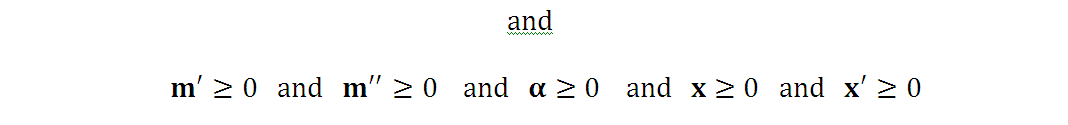 and
m′ ≥ 0 and m′′ ≥ 0 and α ≥ 0 and x ≥ 0 and x′ ≥ 0